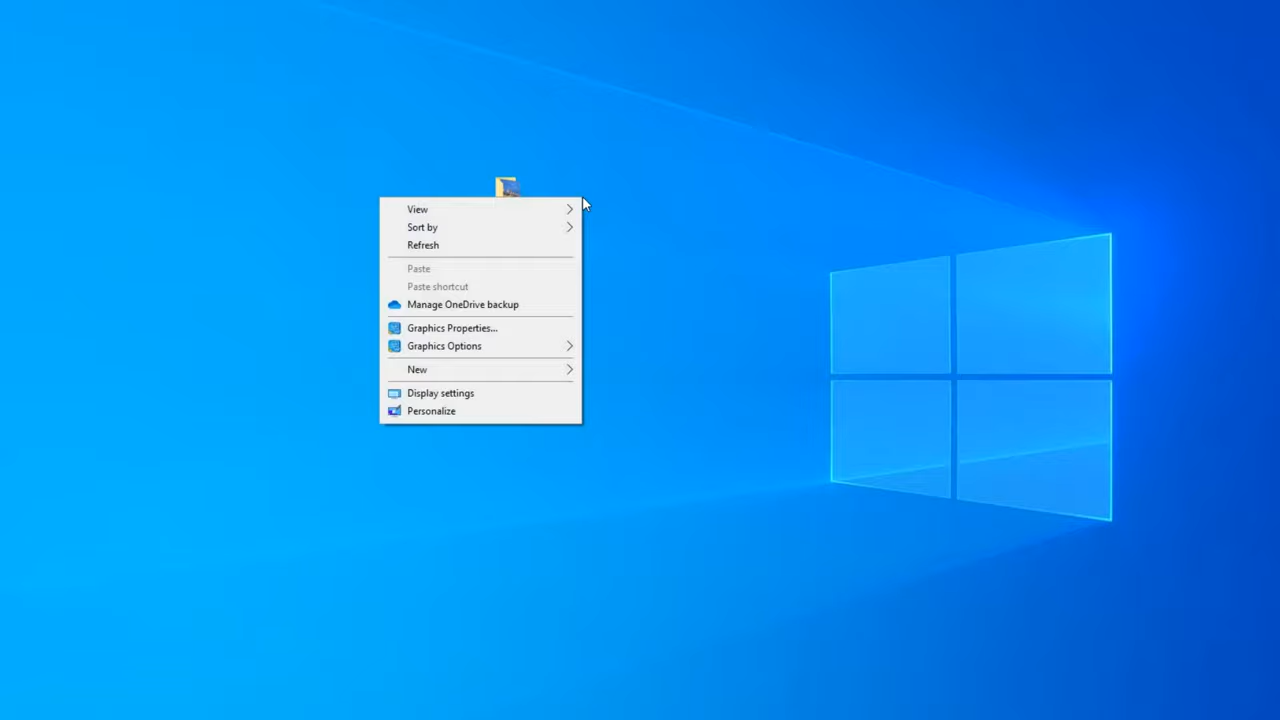 View
Sort by
Refresh
Paste
Paste shortcut
Manage OneDrive backup
Graphics Properties...
Graphics Options
New
Display settings
Personalize